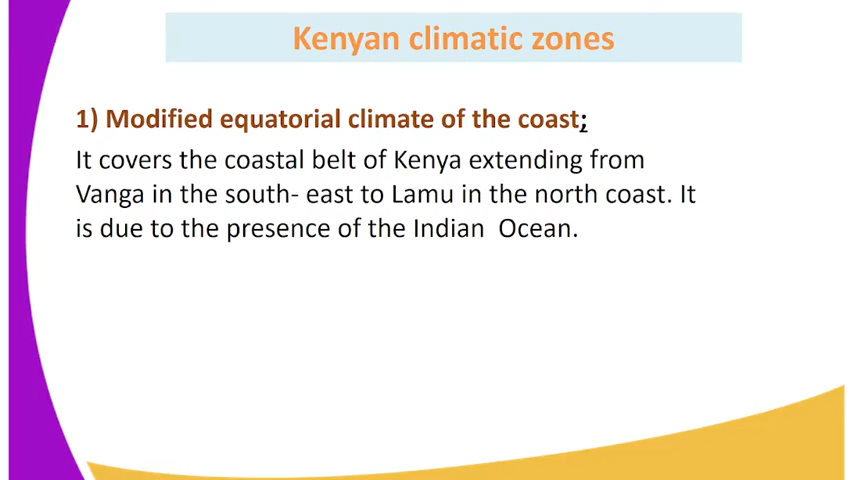 Kenyan climatic zones
1) Modified equatorial climate of the coast;
It covers the coastal belt of Kenya extending from
Vanga in the south- east to Lamu in the north coast. It
is due to the presence of the Indian  Ocean.